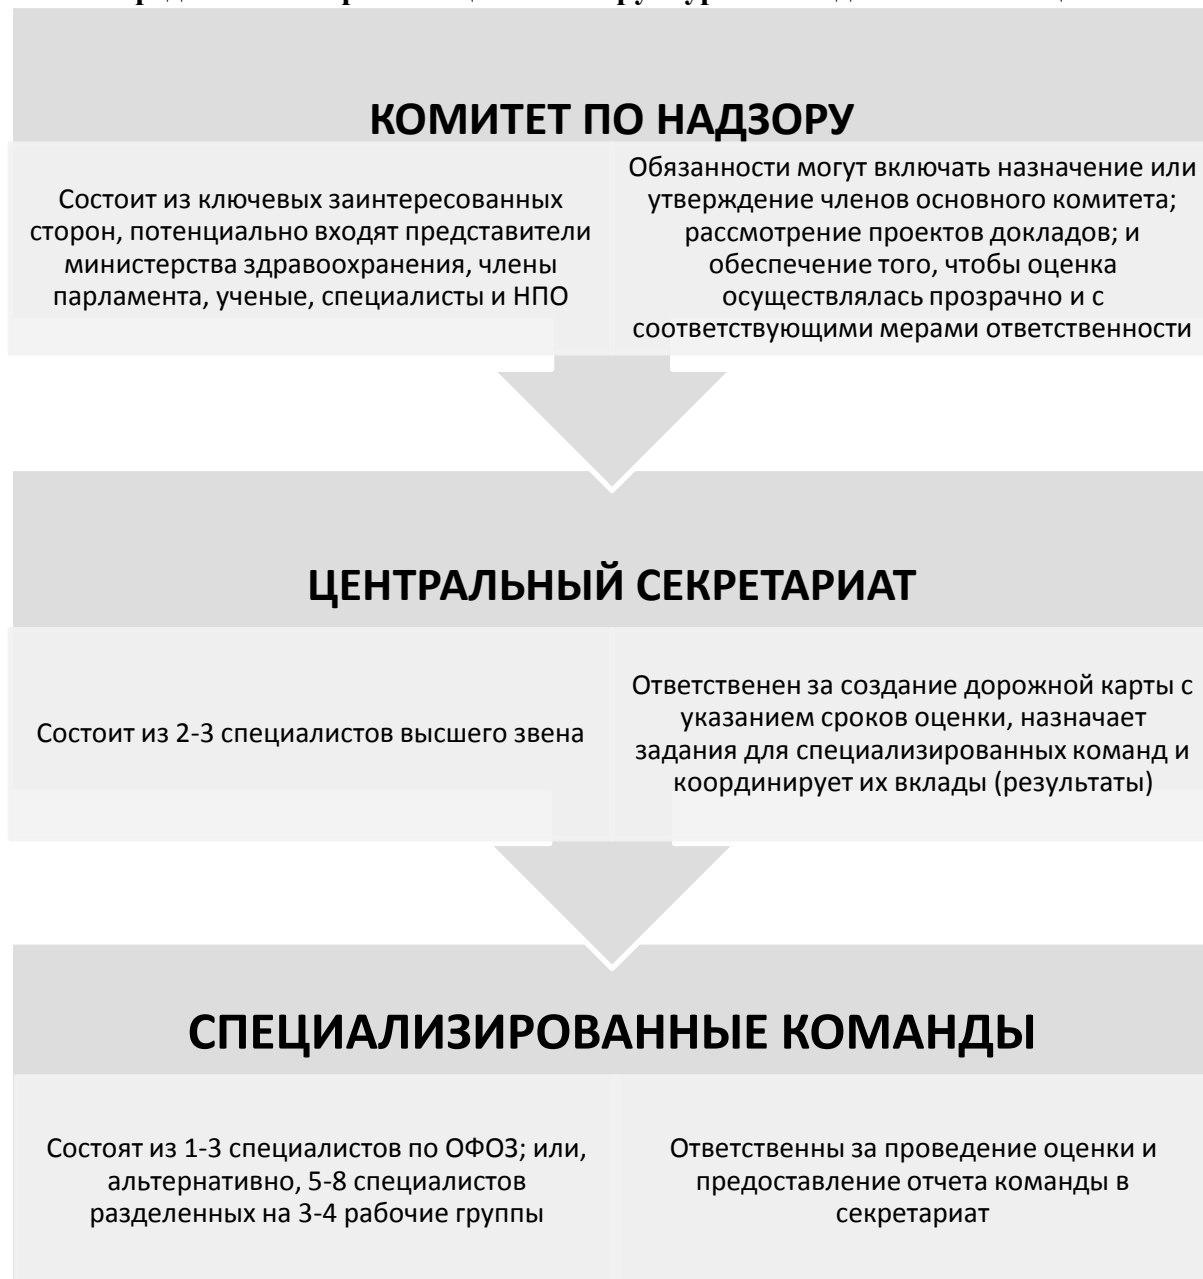 КОМИТЕТ ПО НАДЗОРУ
Состоит из ключевых заинтересованных
сторон, потенциально входят представители
министерства здравоохранения, члены
парламента, ученые, специалисты и НПО
Обязанности могут включать назначение или
утверждение членов основного комитета;
рассмотрение проектов докладов; и
обеспечение того, чтобы оценка
осуществлялась прозрачно и с
соответствующими мерами ответственности
ЦЕНТРАЛЬНЫЙ СЕКРЕТАРИАТ
Состоит из 2-3 специалистов высшего звена
Ответственен за создание дорожной карты с
указанием сроков оценки, назначает
задания для специализированных команд и
координирует их вклады (результаты)
СПЕЦИАЛИЗИРОВАННЫЕ КОМАНДЫ
Состоят из 1-3 специалистов по ОФОЗ; или,
альтернативно, 5-8 специалистов
разделенных на 3-4 рабочие группы
Ответственны за проведение оценки и
предоставление отчета команды в
секретариат